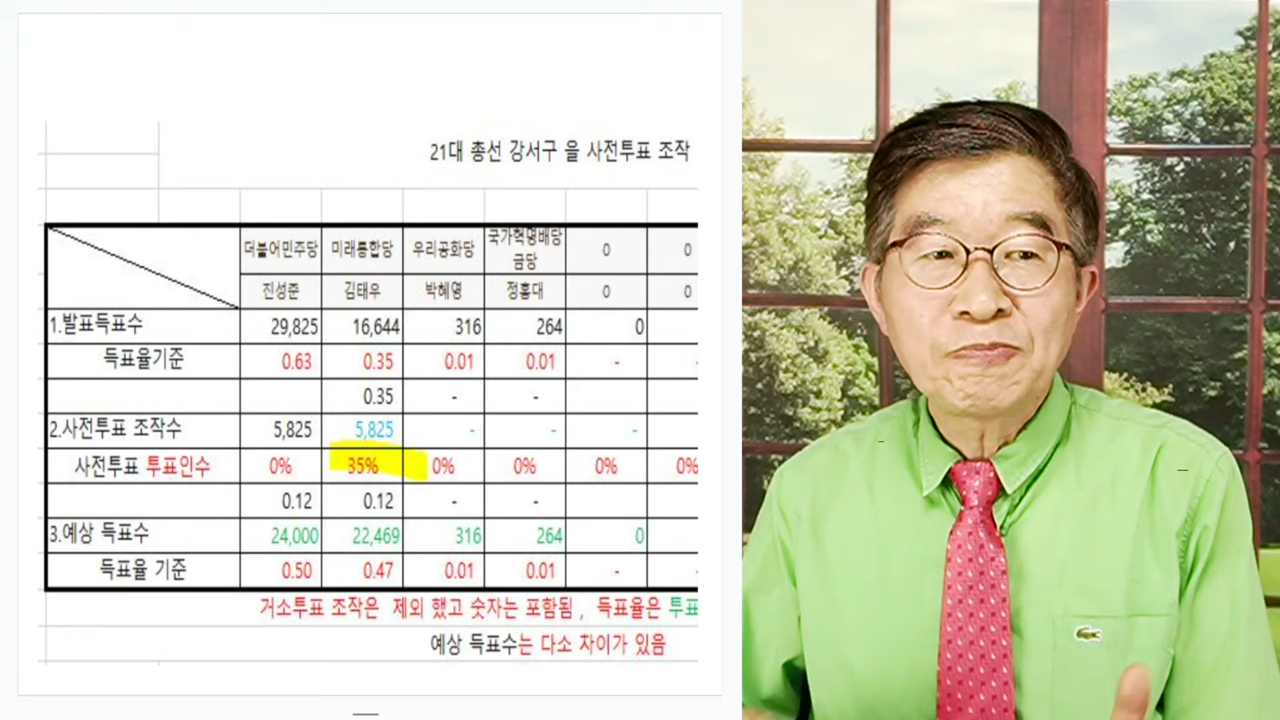 21대 총선 강서구 을 사전투표 조작
더불어민주당 미래통합당 우리공화당 국가혁명배당금당 0 0
진성준 김태우 박혜영 정홍대 0 0
1.발표득표수 29,825 16,644 316 264 0
득표율기준 0.63 0.35 0.01 0.01 - -
0.35 - -
2.사전투표 조작수 5,825 5,825 - - -
사전투표 투표인수 0% 35% 0% 0% 0% 0%
0.12 0.12 - -
3.예상 득표수 24,000 22,469 316 264 0
득표율 기준 0.50 0.47 0.01 0.01 -
거소투표 조작은 제외 했고 숫자는 포함됨 , 득표율은 투표
예상 득표수는 다소 차이가 있음